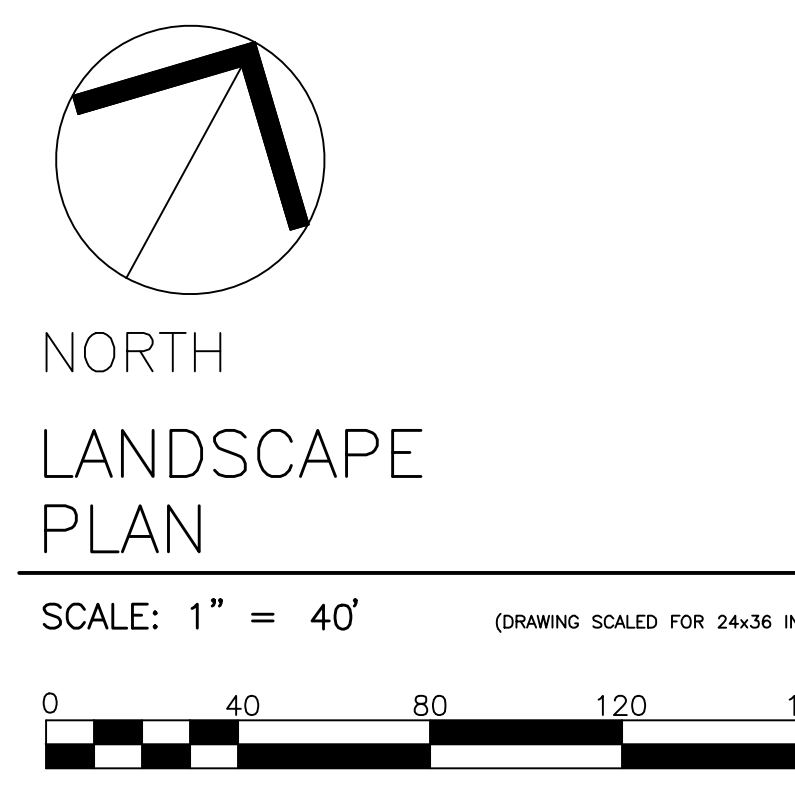 NORTH
LANDSCAPE
PLAN
SCALE: 1" = 40' (DRAWING SCALED FOR 24x36
0 40 80 120